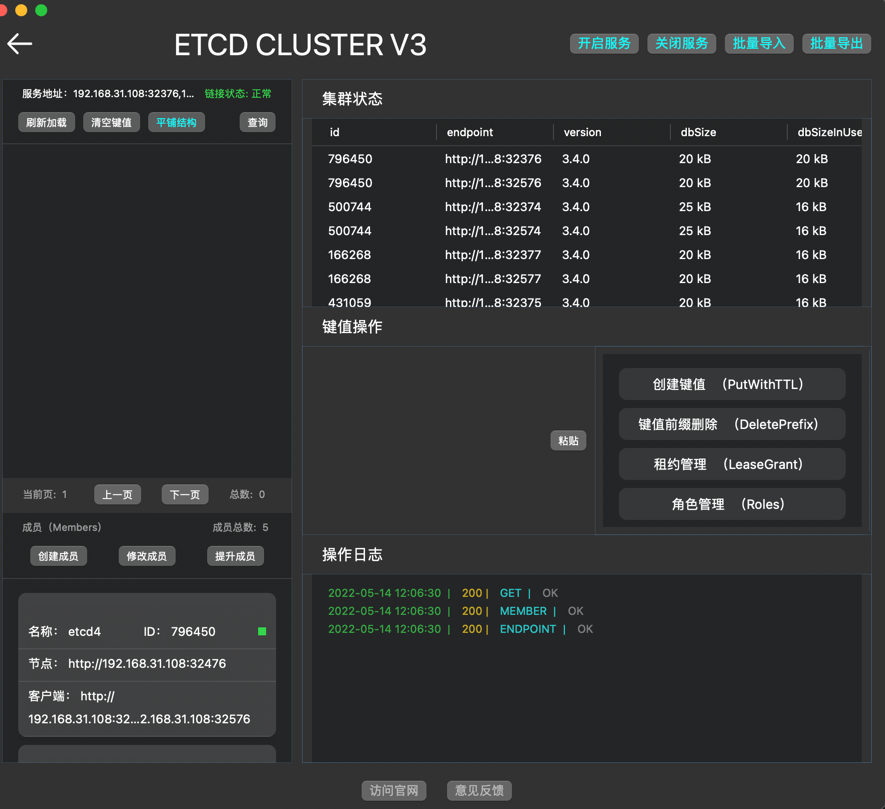 ETCD CLUSTER V3
开启服务 关闭服务 批量导入 批量导出
服务地址：192.168.31.108:32376,1... 链接状态: 正常
刷新加载 清空键值 平铺结构 查询
当前页: 1 上一页 下一页 总数: 0
成员（Members） 成员总数: 5
创建成员 修改成员 提升成员
名称： etcd4 ID： 796450
节点： http://192.168.31.108:32476
客户端： http://
192.168.31.108:32...2.168.31.108:32576
集群状态
id endpoint version dbSize dbSizeInUse
796450 http://1...8:32376 3.4.0 20 kB 20 kB
796450 http://1...8:32576 3.4.0 20 kB 20 kB
500744 http://1...8:32374 3.4.0 25 kB 16 kB
500744 http://1...8:32574 3.4.0 25 kB 16 kB
166268 http://1...8:32377 3.4.0 20 kB 16 kB
166268 http://1...8:32577 3.4.0 20 kB 16 kB
431059 http://1...8:32375 3.4.0 20 kB 16 kB
键值操作
粘贴
创建键值 （PutWithTTL）
键值前缀删除 （DeletePrefix）
租约管理 （LeaseGrant）
角色管理 （Roles）
操作日志
2022-05-14 12:06:30 | 200 | GET | OK
2022-05-14 12:06:30 | 200 | MEMBER | OK
2022-05-14 12:06:30 | 200 | ENDPOINT | OK
访问官网 意见反馈